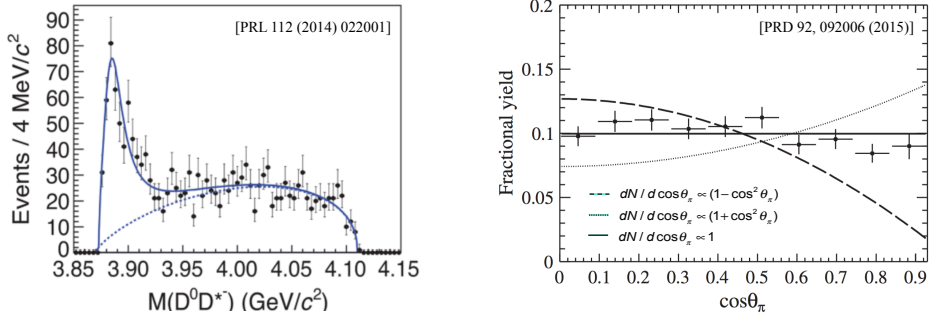 [PRL 112 (2014) 022001]
Events / 4 MeV/c²
90
80
70
60
50
40
30
20
10
0
3.85 3.90 3.95 4.00 4.05 4.10 4.15
M(D⁰D*⁻) (GeV/c²)
[PRD 92, 092006 (2015)]
Fractional yield
0.2
0.15
0.1
0.05
0
dN / d cosθπ ∝ (1−cos²θπ)
dN / d cosθπ ∝ (1+cos²θπ)
dN / d cosθπ ∝ 1
0 0.1 0.2 0.3 0.4 0.5 0.6 0.7 0.8 0.9
cosθπ